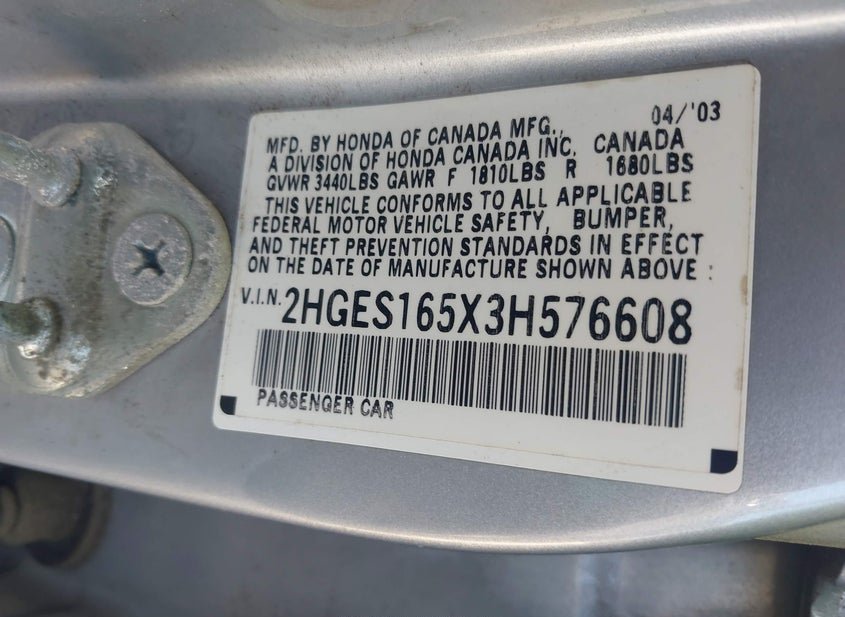 04/'03
MFD. BY HONDA OF CANADA MFG.,
A DIVISION OF HONDA CANADA INC, CANADA
GVWR 3440LBS GAWR F 1810LBS R 1680LBS
THIS VEHICLE CONFORMS TO ALL APPLICABLE
FEDERAL MOTOR VEHICLE SAFETY, BUMPER,
AND THEFT PREVENTION STANDARDS IN EFFECT
ON THE DATE OF MANUFACTURE SHOWN ABOVE :
V.I.N. 2HGES165X3H576608
PASSENGER CAR